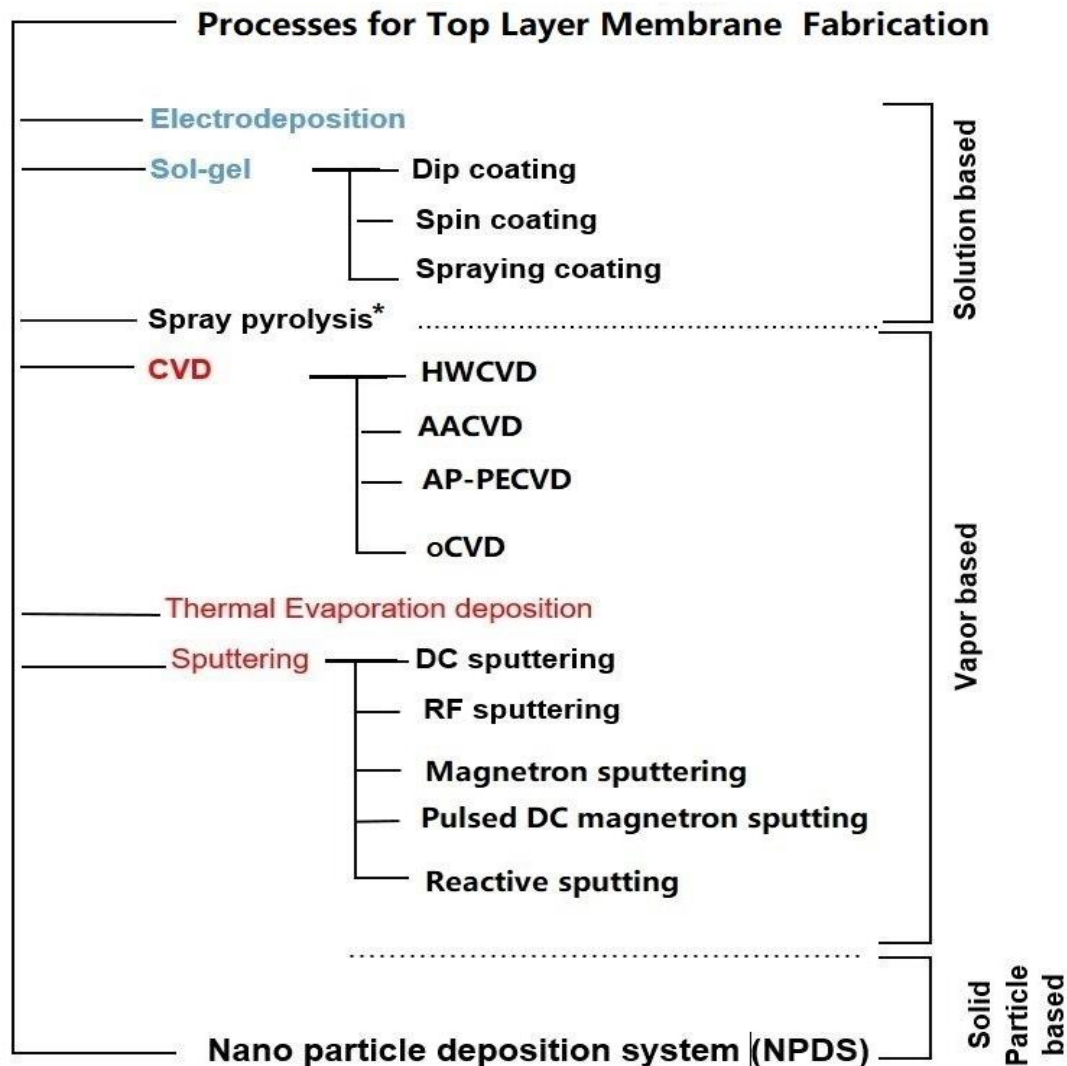 Processes for Top Layer Membrane Fabrication
Electrodeposition
Sol-gel
Dip coating
Spin coating
Spraying coating
Spray pyrolysis*
CVD
HWCVD
AACVD
AP-PECVD
oCVD
Thermal Evaporation deposition
Sputtering
DC sputtering
RF sputtering
Magnetron sputtering
Pulsed DC magnetron sputting
Reactive sputting
Nano particle deposition system (NPDS)
Solution based
Vapor based
Solid
Particle
based